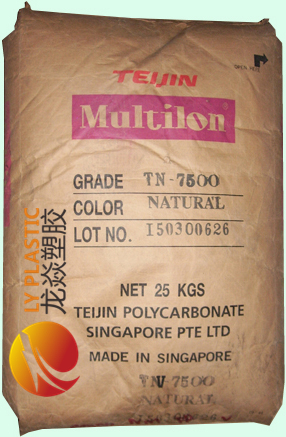 TEIJIN
Multilon
GRADE TN-7500
COLOR NATURAL
LOT NO. I50300626
NET 25 KGS
TEIJIN POLYCARBONATE
SINGAPORE PTE LTD
MADE IN SINGAPORE
TN-7500
NATURAL
LY PLASTIC
龙焱塑胶